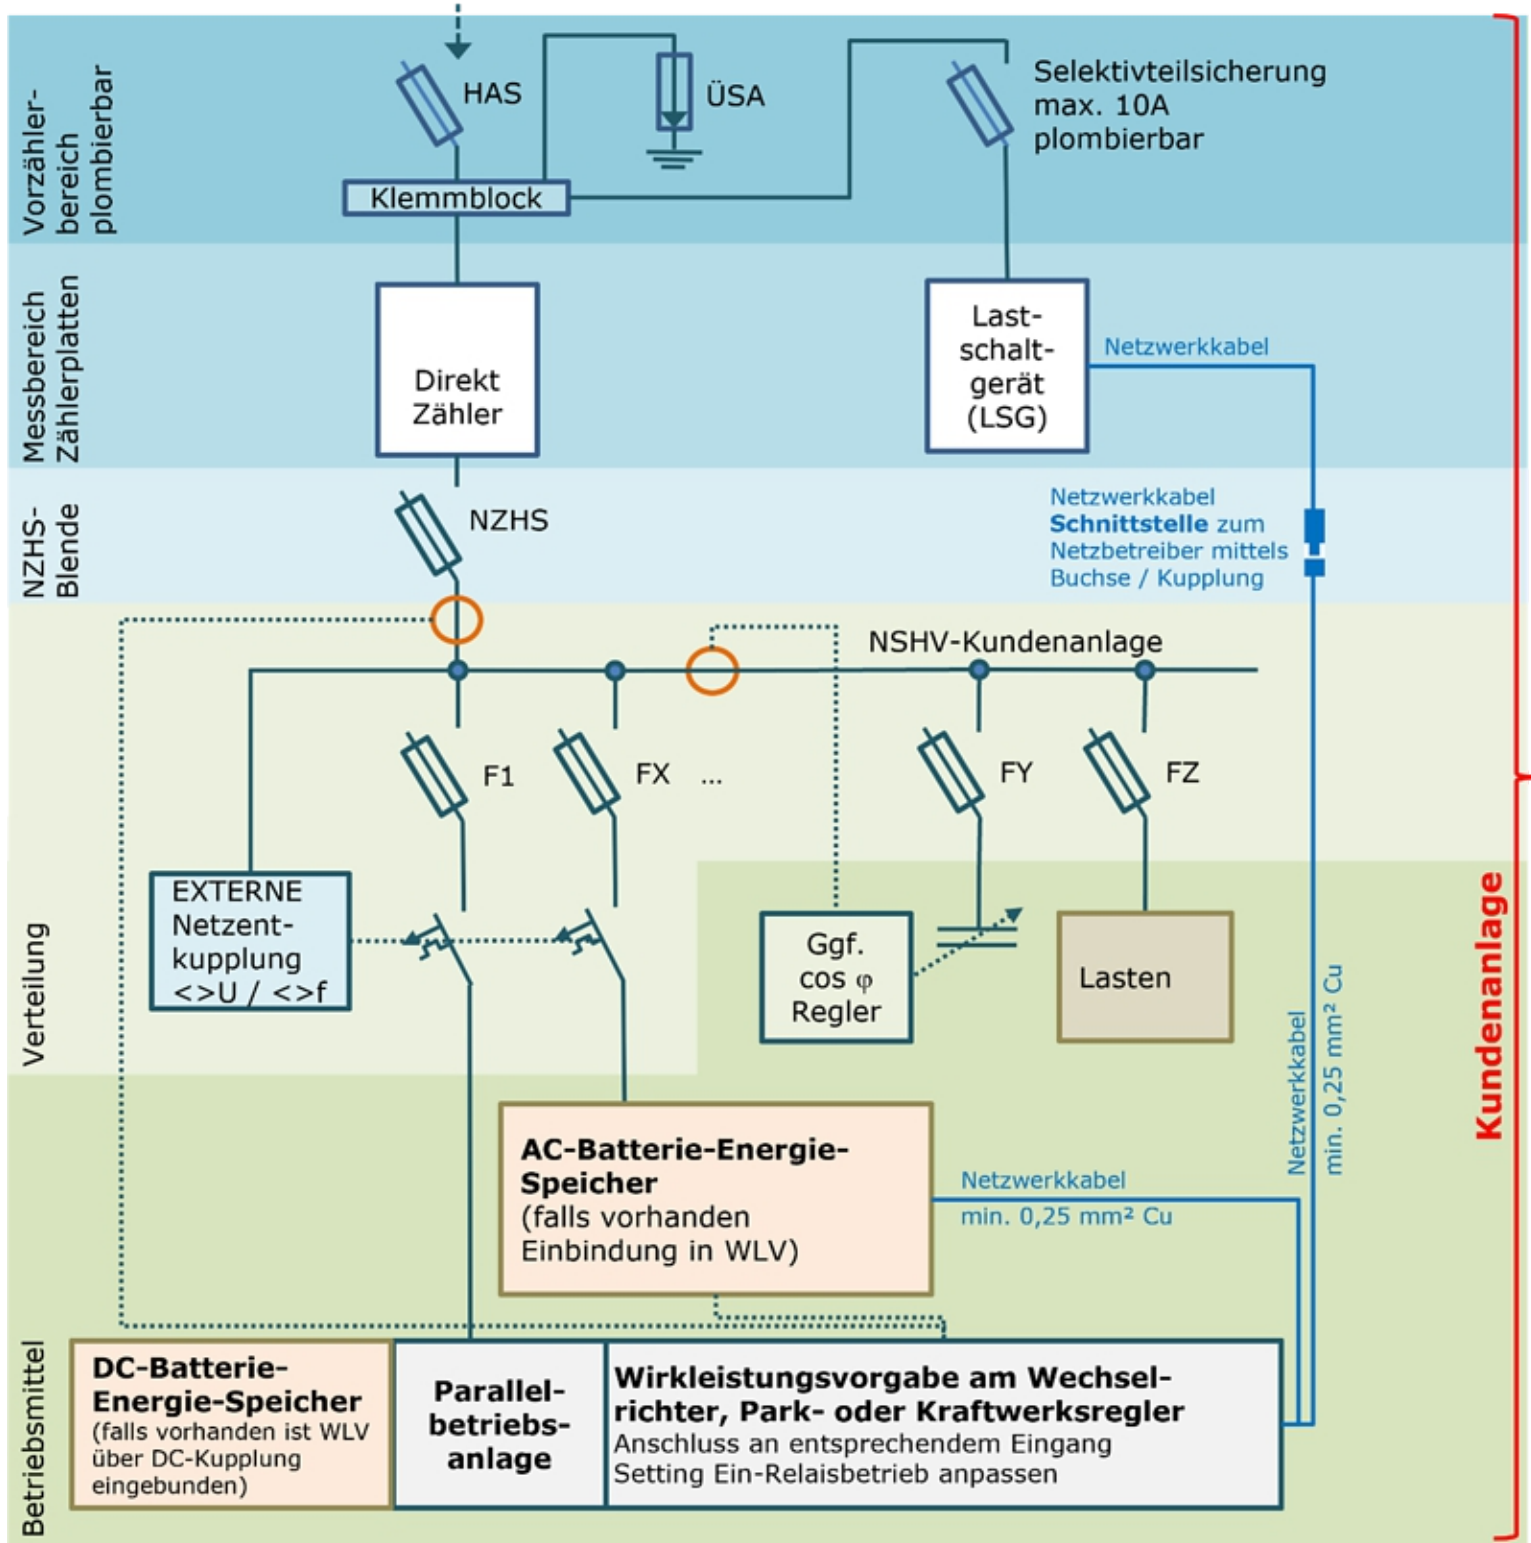 Vorzähler-
bereich
plombierbar
HAS
ÜSA
Selektivteilsicherung
max. 10A
plombierbar
Klemmblock
Messbereich
Zählerplatten
Direkt
Zähler
Last-
schalt-
gerät
(LSG)
Netzwerkkabel
NZHS-
Blende
NZHS
Netzwerkkabel
Schnittstelle zum
Netzbetreiber mittels
Buchse / Kupplung
NSHV-Kundenanlage
F1
FX ...
FY
FZ
Verteilung
EXTERNE
Netzent-
kupplung
<>U / <>f
Ggf.
cos φ
Regler
Lasten
Netzwerkkabel
min. 0,25 mm² Cu
Kundenanlage
AC-Batterie-Energie-
Speicher
(falls vorhanden
Einbindung in WLV)
Netzwerkkabel
min. 0,25 mm² Cu
Betriebsmittel
DC-Batterie-
Energie-Speicher
(falls vorhanden ist WLV
über DC-Kupplung
eingebunden)
Parallel-
betriebs-
anlage
Wirkleistungsvorgabe am Wechsel-
richter, Park- oder Kraftwerksregler
Anschluss an entsprechendem Eingang
Setting Ein-Relaisbetrieb anpassen